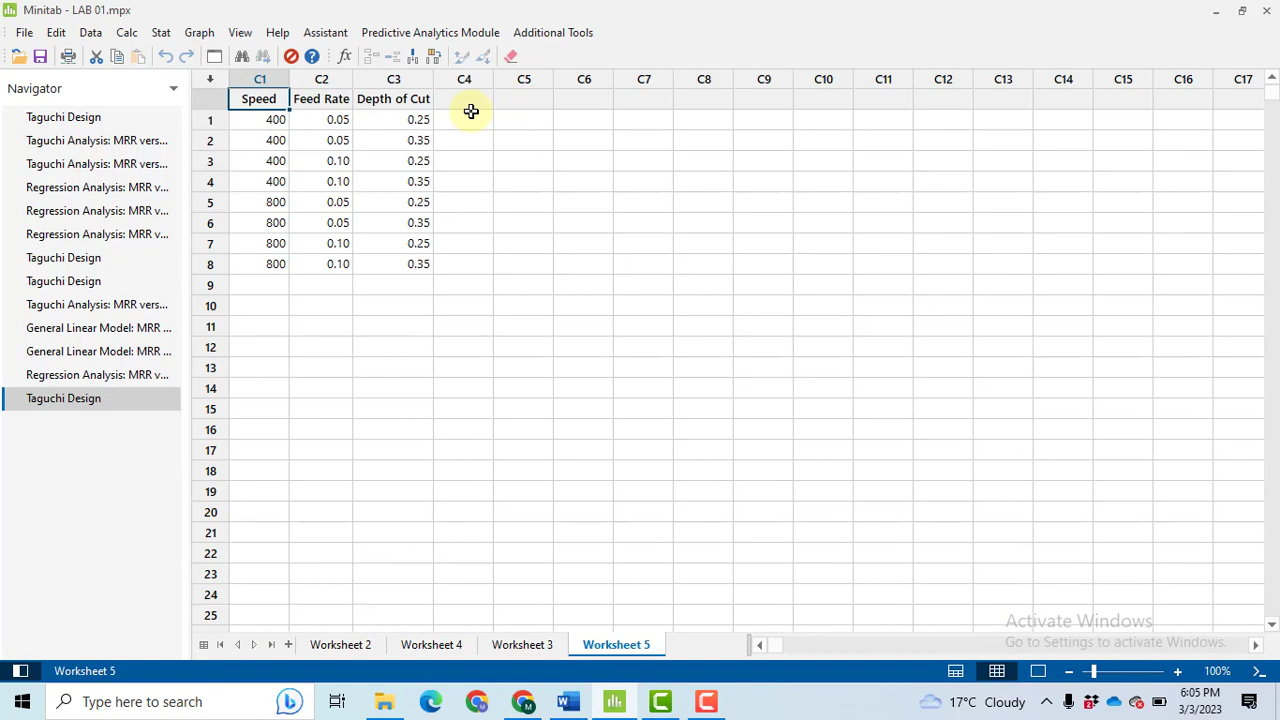 Minitab - LAB 01.mpx
File Edit Data Calc Stat Graph View Help Assistant Predictive Analytics Module Additional Tools
fx
Navigator
Taguchi Design
Taguchi Analysis: MRR vers...
Taguchi Analysis: MRR vers...
Regression Analysis: MRR v...
Regression Analysis: MRR v...
Regression Analysis: MRR v...
Taguchi Design
Taguchi Design
Taguchi Analysis: MRR vers...
General Linear Model: MRR ...
General Linear Model: MRR ...
Regression Analysis: MRR v...
Taguchi Design
C1 C2 C3 C4 C5 C6 C7 C8 C9 C10 C11 C12 C13 C14 C15 C16 C17
Speed Feed Rate Depth of Cut
1 400 0.05 0.25
2 400 0.05 0.35
3 400 0.10 0.25
4 400 0.10 0.35
5 800 0.05 0.25
6 800 0.05 0.35
7 800 0.10 0.25
8 800 0.10 0.35
9
10
11
12
13
14
15
16
17
18
19
20
21
22
23
24
25
Activate Windows
Go to Settings to activate Windows.
Worksheet 2 Worksheet 4 Worksheet 3 Worksheet 5
Worksheet 5 100%
Type here to search 17°C Cloudy 6:05 PM
3/3/2023